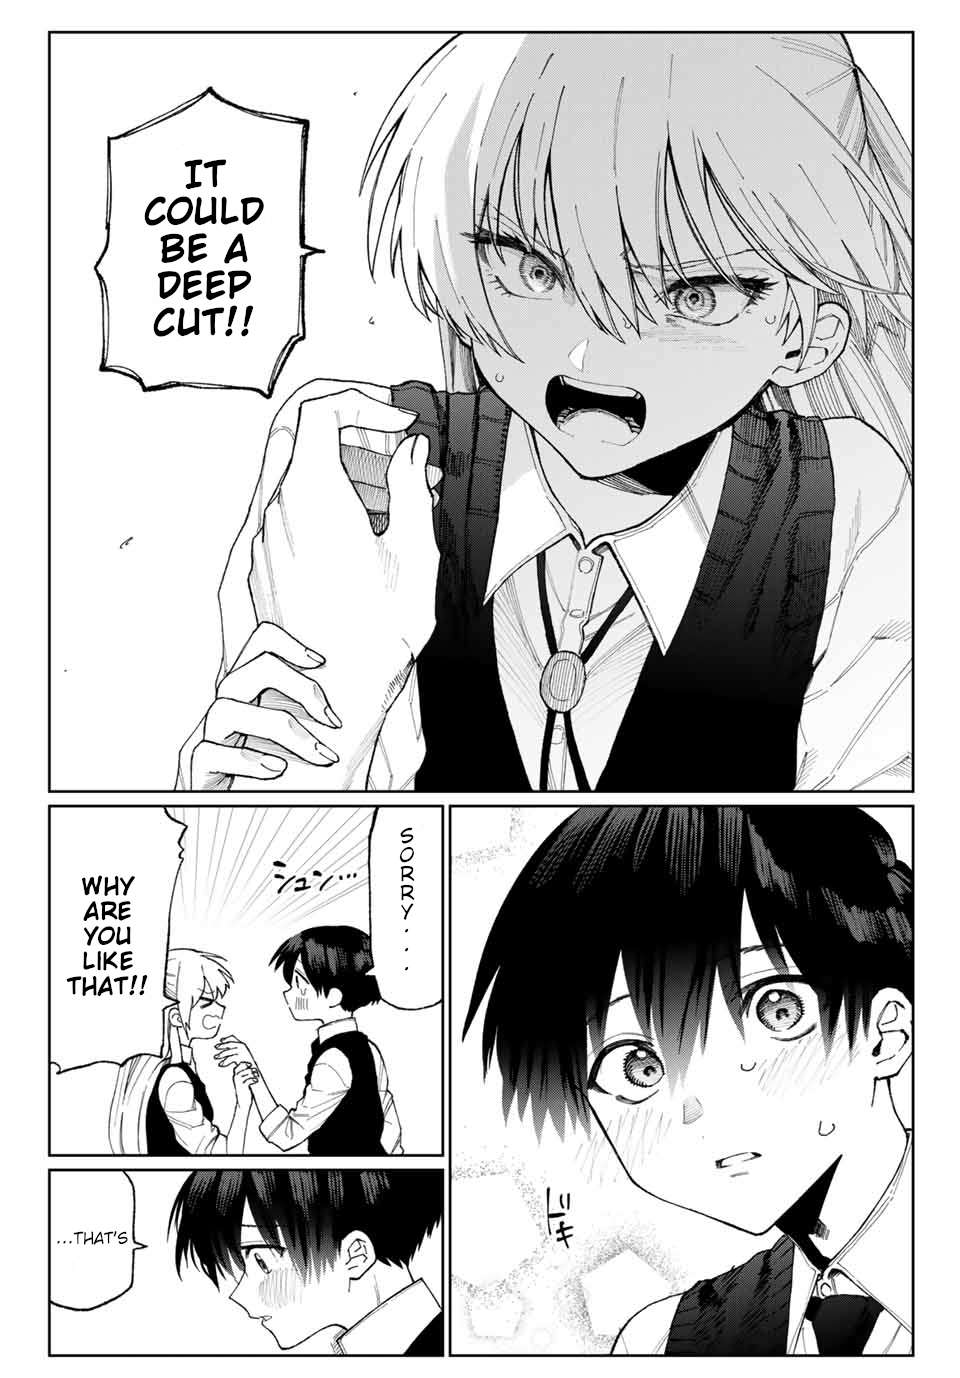 IT
COULD
BE A
DEEP
CUT!!
ドキ
SORRY...
シュン...
WHY
ARE
YOU
LIKE
THAT!!
...THAT'S